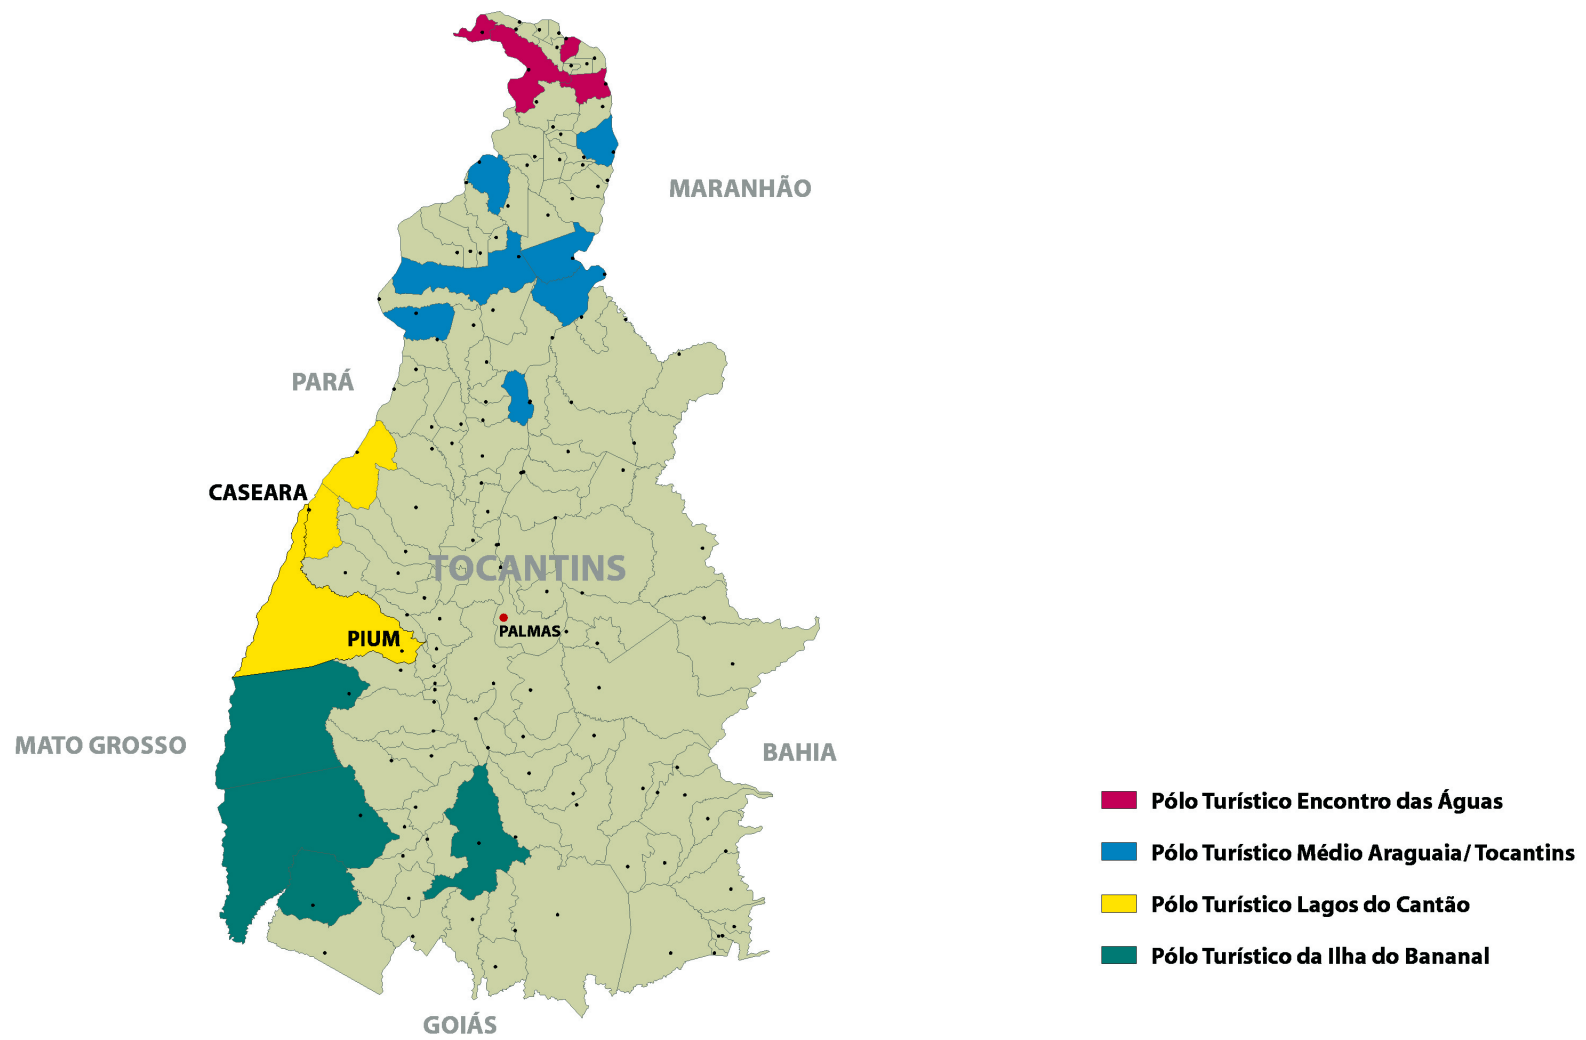 MARANHÃO
PARÁ
CASEARA
TOCANTINS
PALMAS
PIUM
MATO GROSSO
BAHIA
Pólo Turístico Encontro das Águas
Pólo Turístico Médio Araguaia/ Tocantins
Pólo Turístico Lagos do Cantão
Pólo Turístico da Ilha do Bananal
GOIÁS